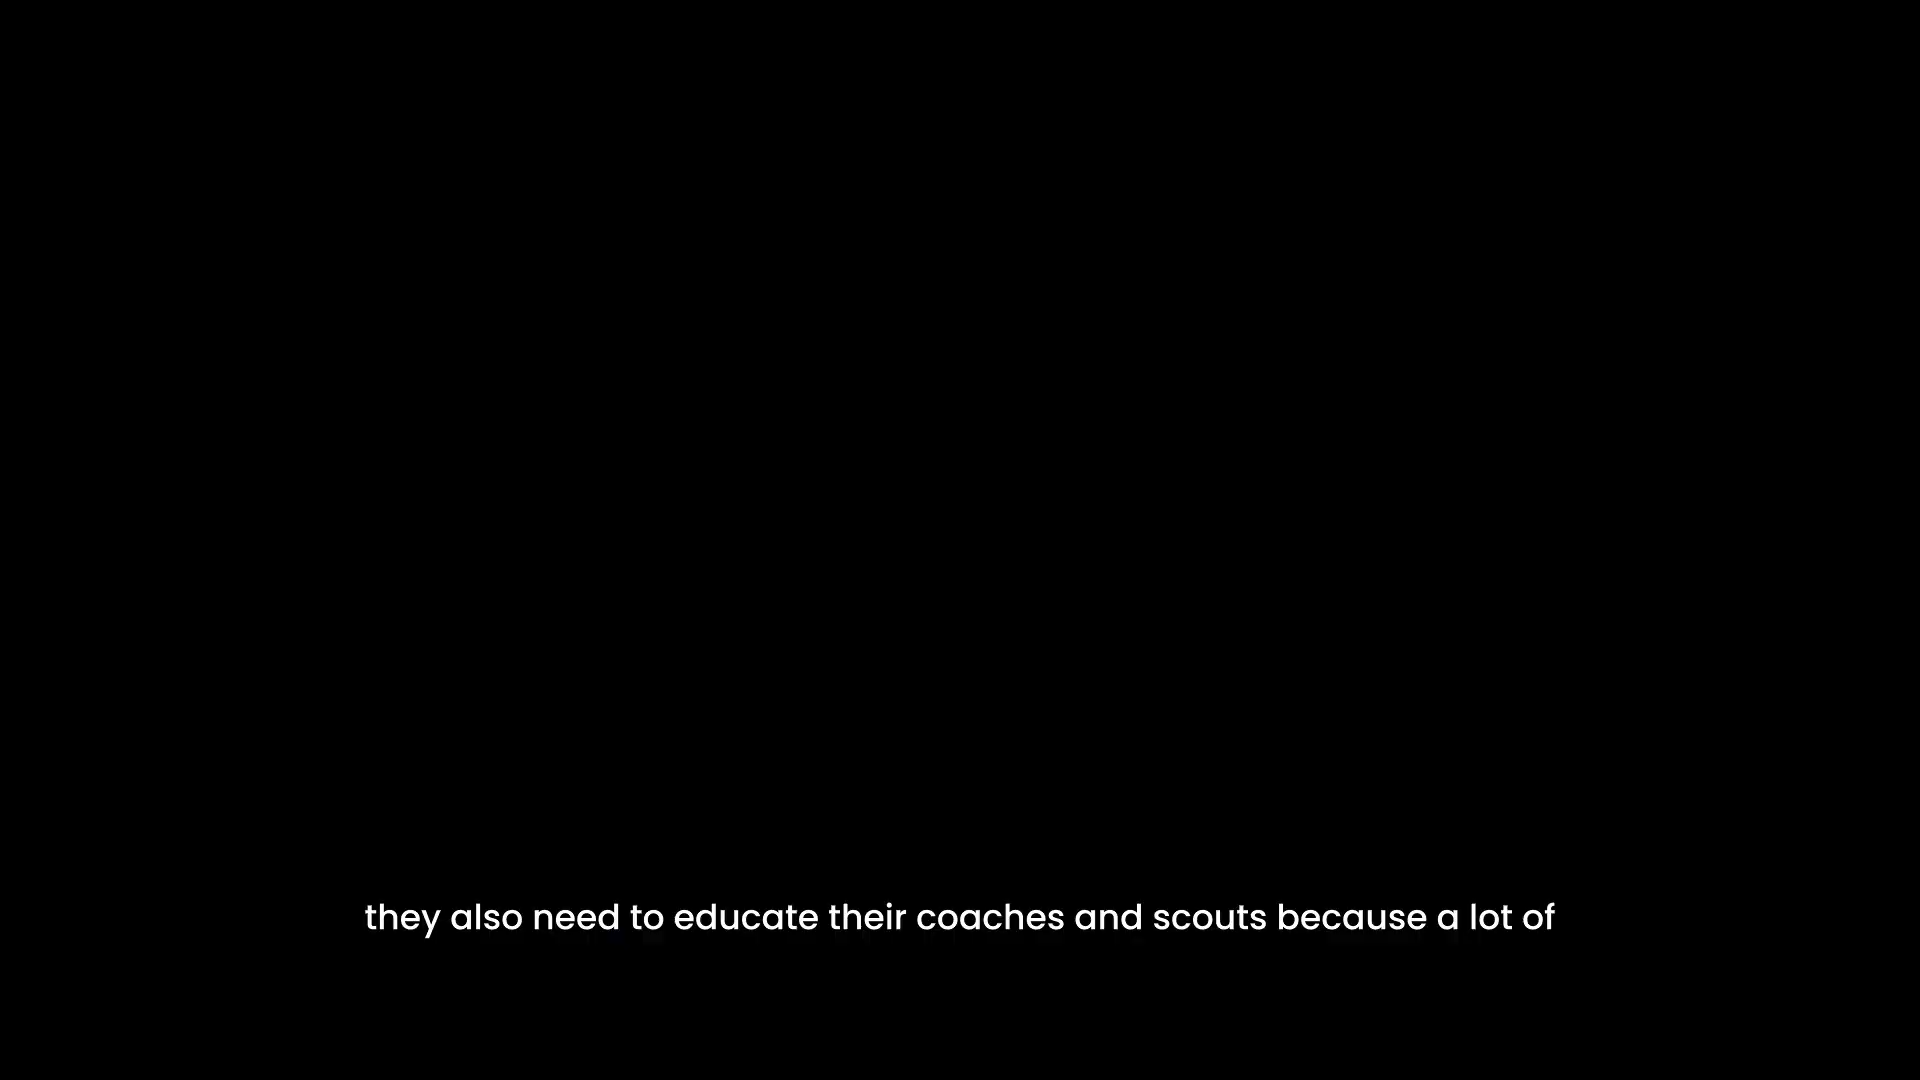 they also need to educate their coaches and scouts because a lot of